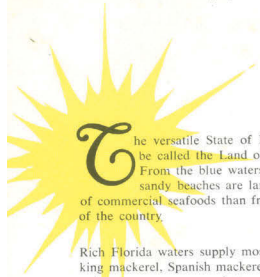 The versatile State of
be called the Land
From the blue waters
sandy beaches are
of commercial seafoods than
of the country
Rich Florida waters supply
king mackerel, Spanish